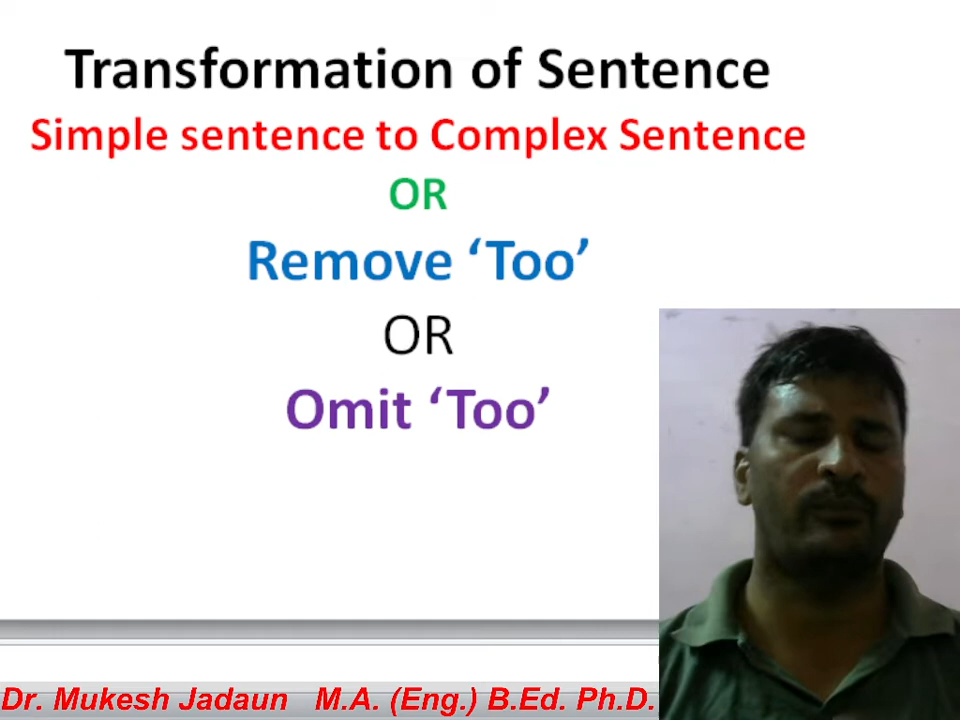 Transformation of Sentence
Simple sentence to Complex Sentence
OR
Remove ‘Too’
OR
Omit ‘Too’
Dr. Mukesh Jadaun M.A. (Eng.) B.Ed. Ph.D.